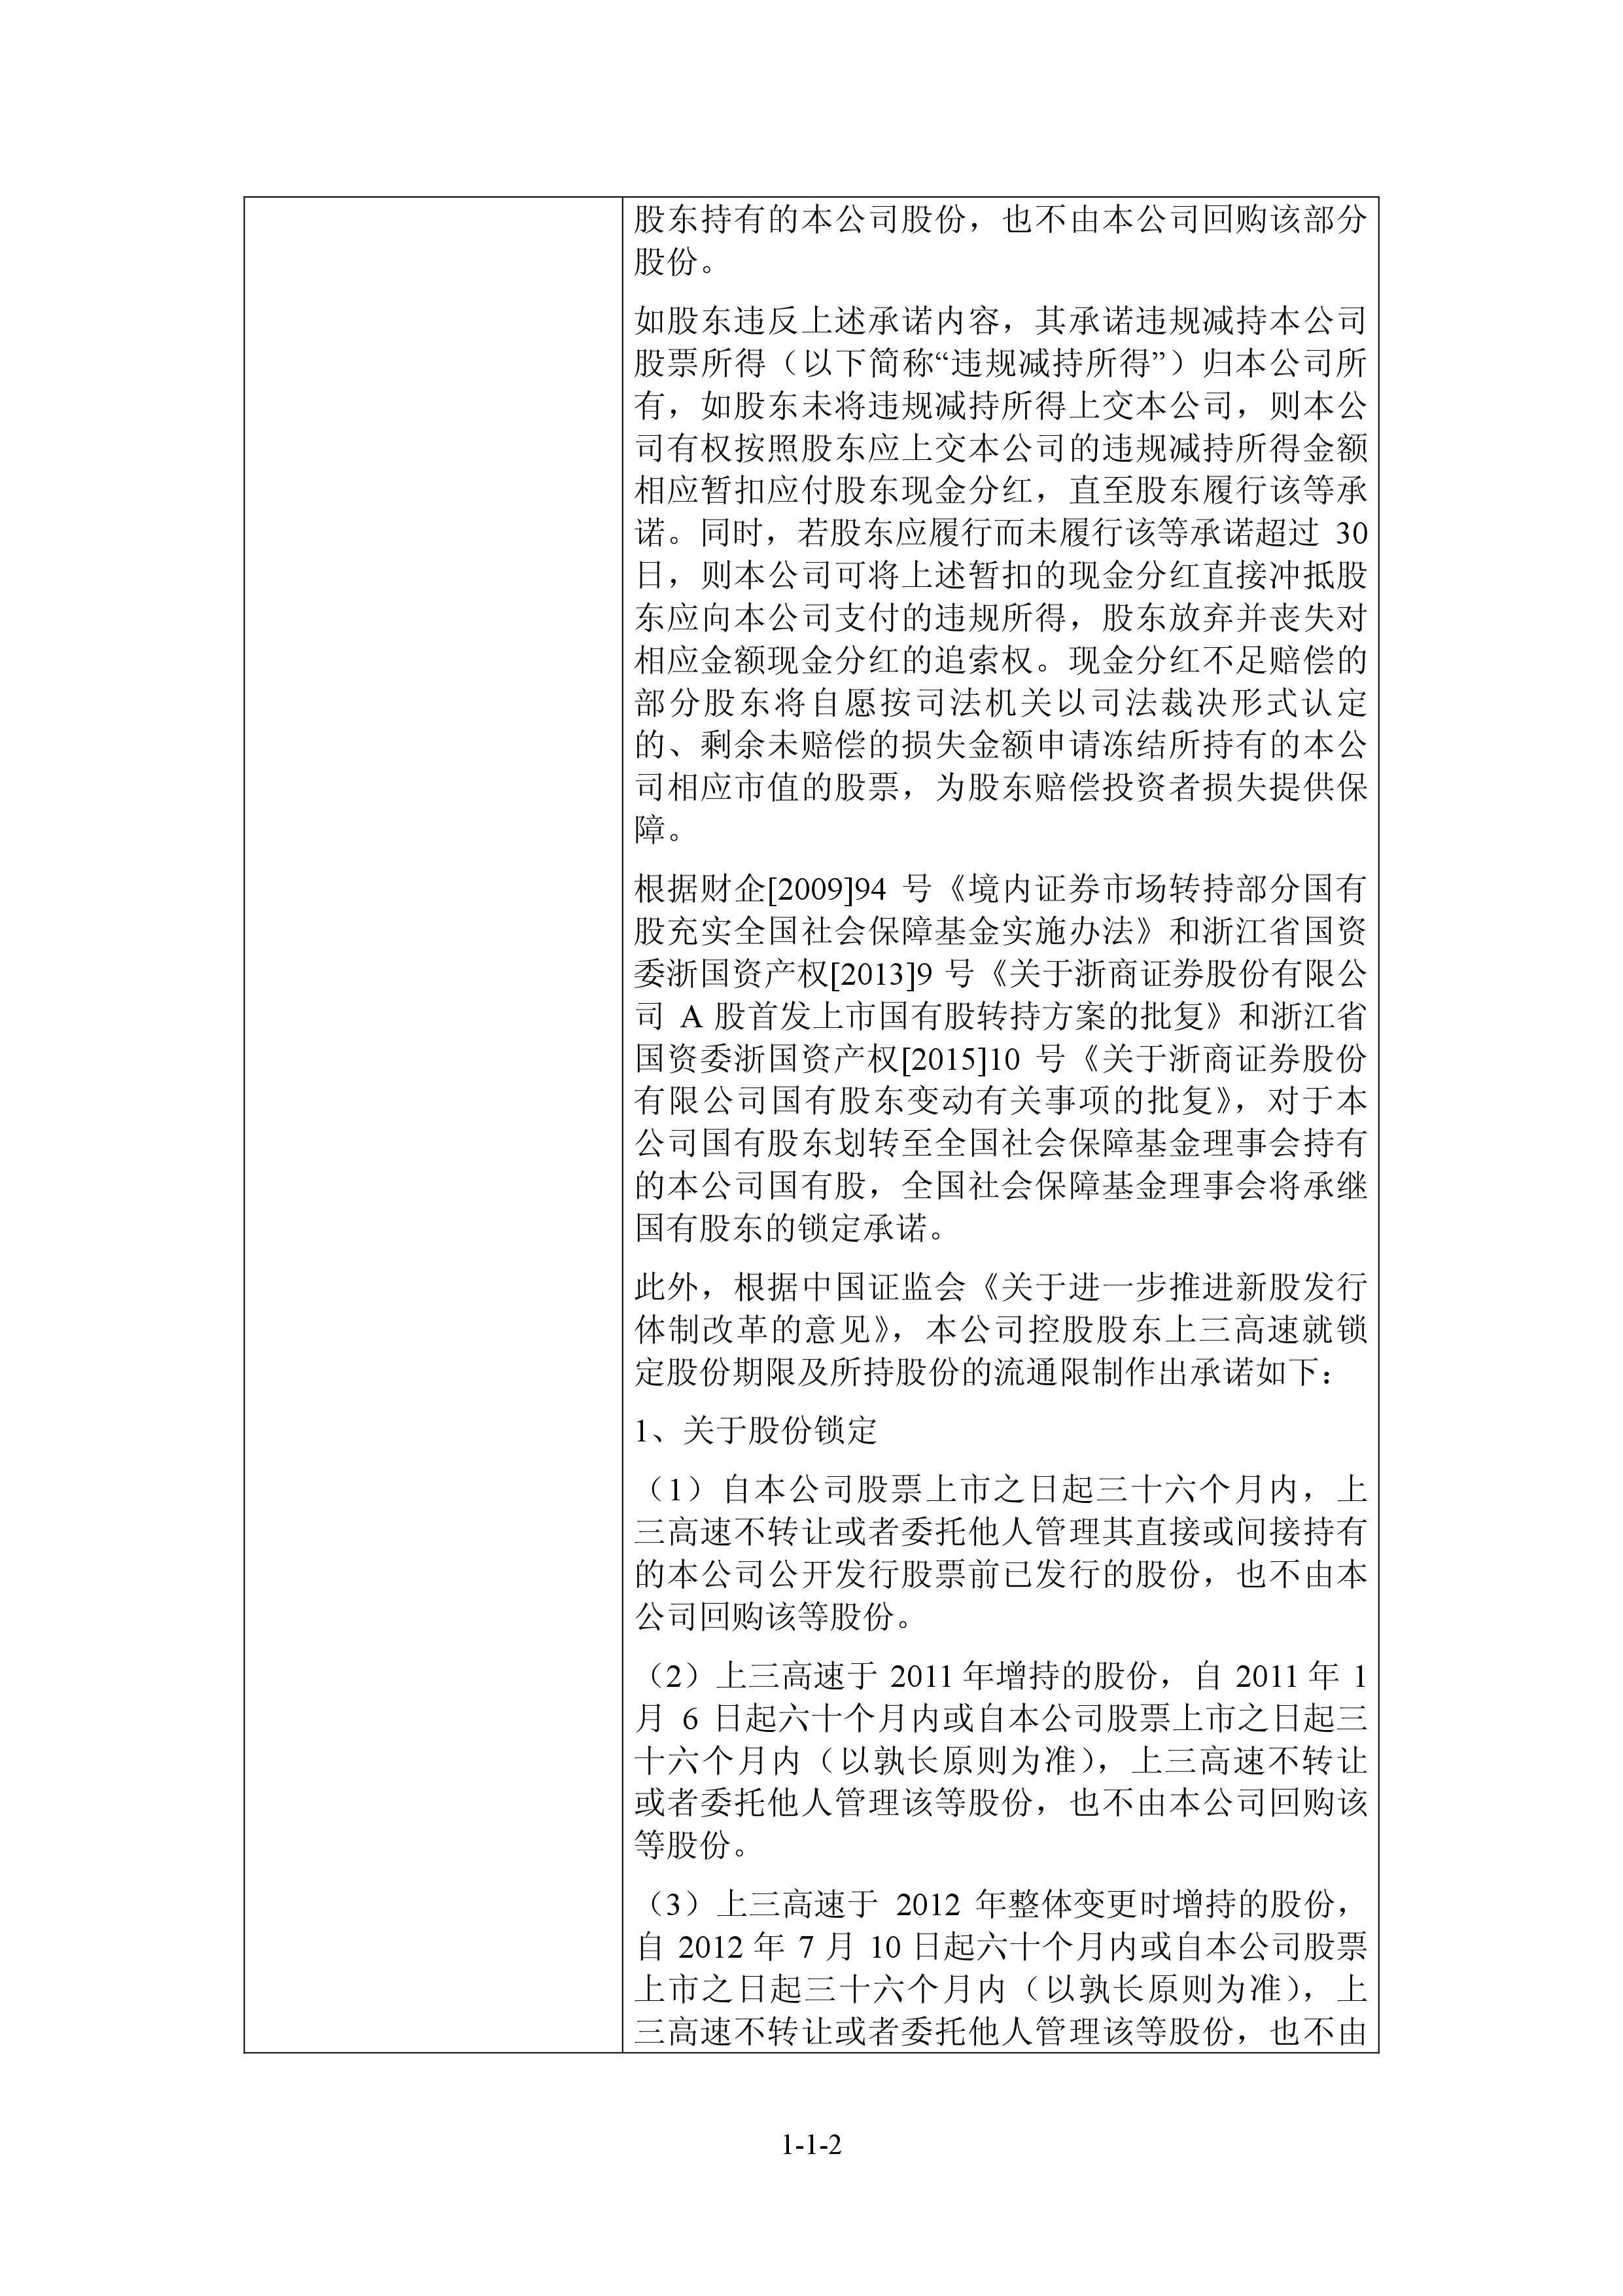 股东持有的本公司股份，也不由本公司回购该部分
股份。
如股东违反上述承诺内容，其承诺违规减持本公司
股票所得（以下简称“违规减持所得”）归本公司所
有，如股东未将违规减持所得上交本公司，则本公
司有权按照股东应上交本公司的违规减持所得金额
相应暂扣应付股东现金分红，直至股东履行该等承
诺。同时，若股东应履行而未履行该等承诺超过 30
日，则本公司可将上述暂扣的现金分红直接冲抵股
东应向本公司支付的违规所得，股东放弃并丧失对
相应金额现金分红的追索权。现金分红不足赔偿的
部分股东将自愿按司法机关以司法裁决形式认定
的、剩余未赔偿的损失金额申请冻结所持有的本公
司相应市值的股票，为股东赔偿投资者损失提供保
障。
根据财企[2009]94 号《境内证券市场转持部分国有
股充实全国社会保障基金实施办法》和浙江省国资
委浙国资产权[2013]9 号《关于浙商证券股份有限公
司 A 股首发上市国有股转持方案的批复》和浙江省
国资委浙国资产权[2015]10 号《关于浙商证券股份
有限公司国有股东变动有关事项的批复》，对于本
公司国有股东划转至全国社会保障基金理事会持有
的本公司国有股，全国社会保障基金理事会将承继
国有股东的锁定承诺。
此外，根据中国证监会《关于进一步推进新股发行
体制改革的意见》，本公司控股股东上三高速就锁
定股份期限及所持股份的流通限制作出承诺如下：
1、关于股份锁定
（1）自本公司股票上市之日起三十六个月内，上
三高速不转让或者委托他人管理其直接或间接持有
的本公司公开发行股票前已发行的股份，也不由本
公司回购该等股份。
（2）上三高速于 2011 年增持的股份，自 2011 年 1
月 6 日起六十个月内或自本公司股票上市之日起三
十六个月内（以孰长原则为准），上三高速不转让
或者委托他人管理该等股份，也不由本公司回购该
等股份。
（3）上三高速于 2012 年整体变更时增持的股份，
自 2012 年 7 月 10 日起六十个月内或自本公司股票
上市之日起三十六个月内（以孰长原则为准），上
三高速不转让或者委托他人管理该等股份，也不由
1-1-2